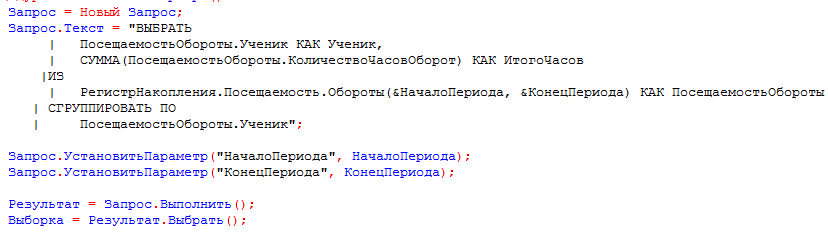 Запрос = Новый Запрос;
Запрос.Текст = "ВЫБРАТЬ
|   ПосещаемостьОбороты.Ученик КАК Ученик,
|   СУММА(ПосещаемостьОбороты.КоличествоЧасовОборот) КАК ИтогоЧасов
|ИЗ
|   РегистрНакопления.Посещаемость.Обороты(&НачалоПериода, &КонецПериода) КАК ПосещаемостьОбороты
| СГРУППИРОВАТЬ ПО
|   ПосещаемостьОбороты.Ученик";
Запрос.УстановитьПараметр("НачалоПериода", НачалоПериода);
Запрос.УстановитьПараметр("КонецПериода", КонецПериода);
Результат = Запрос.Выполнить();
Выборка = Результат.Выбрать();